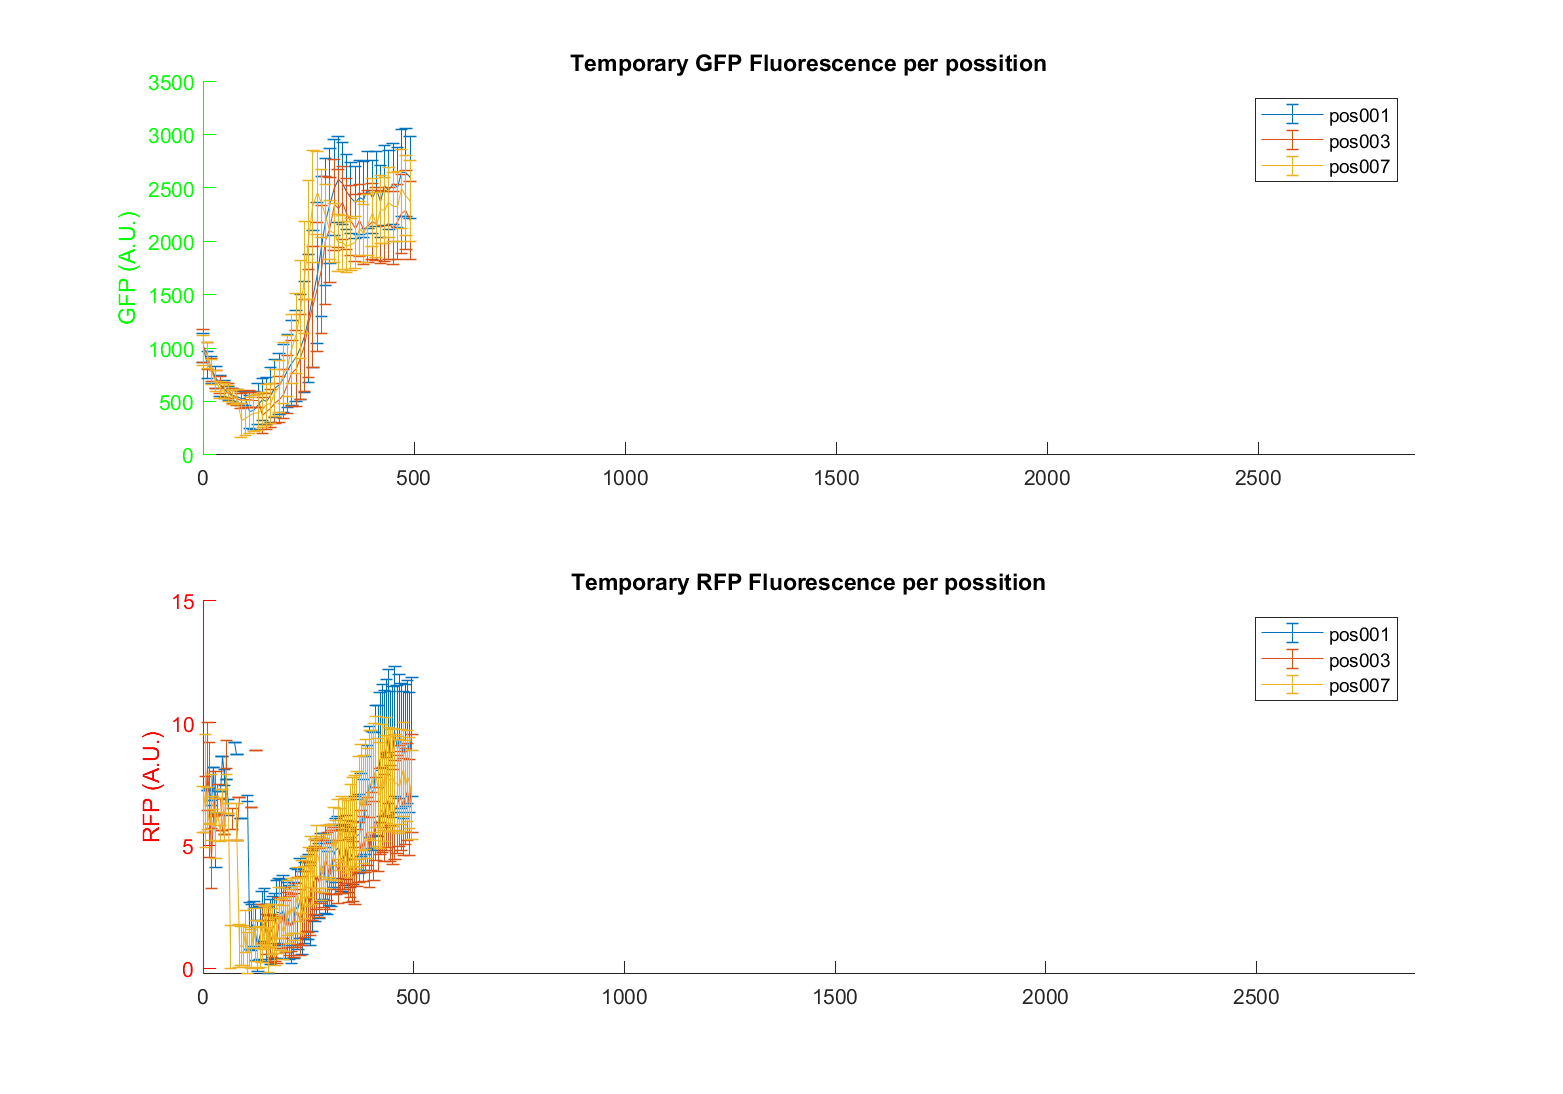 Temporary GFP Fluorescence per possition
3500
3000
2500
2000
1500
1000
500
0
GFP (A.U.)
0 500 1000 1500 2000 2500
pos001
pos003
pos007
Temporary RFP Fluorescence per possition
15
10
5
0
RFP (A.U.)
0 500 1000 1500 2000 2500
pos001
pos003
pos007